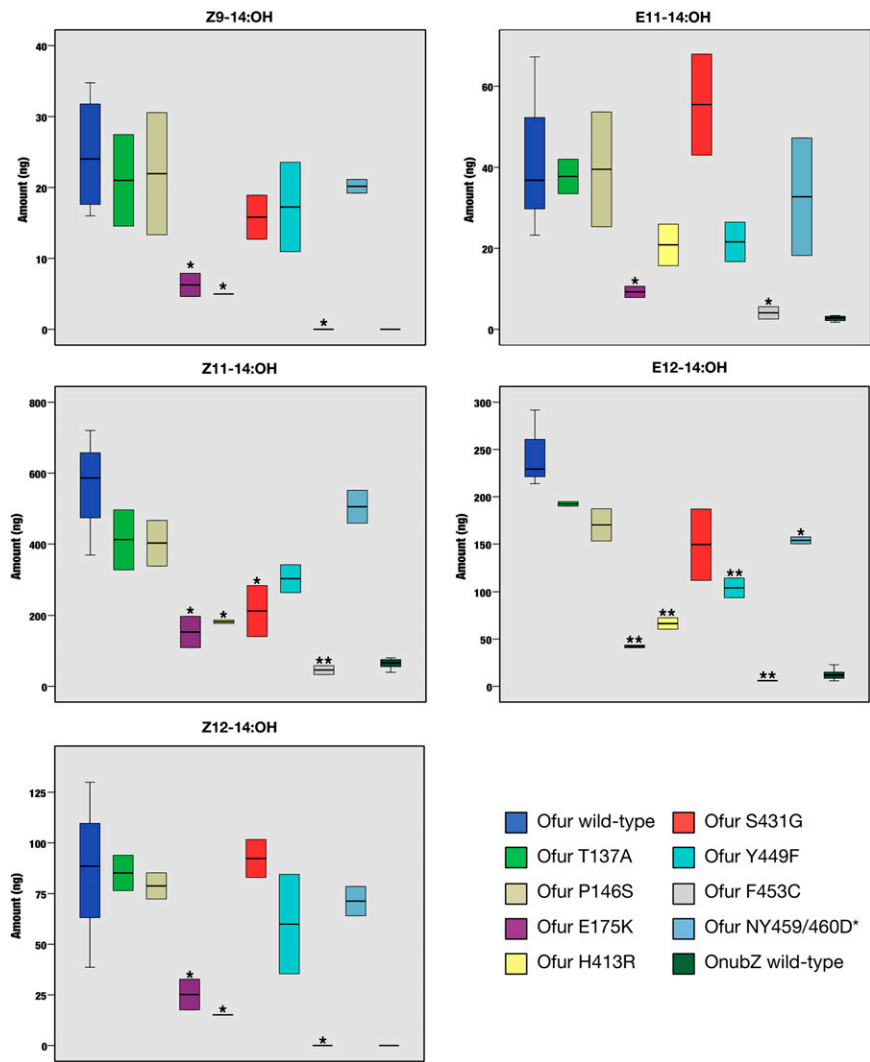 Z9-14:OH
Amount (ng)
40
30
20
10
0
*
*
*
E11-14:OH
Amount (ng)
60
40
20
0
*
*
Z11-14:OH
Amount (ng)
800
600
400
200
0
*
*
*
**
E12-14:OH
Amount (ng)
300
250
200
150
100
50
0
**
**
**
**
*
Z12-14:OH
Amount (ng)
125
100
75
50
25
0
*
*
*
Ofur wild-type
Ofur T137A
Ofur P146S
Ofur E175K
Ofur H413R
Ofur S431G
Ofur Y449F
Ofur F453C
Ofur NY459/460D*
OnubZ wild-type